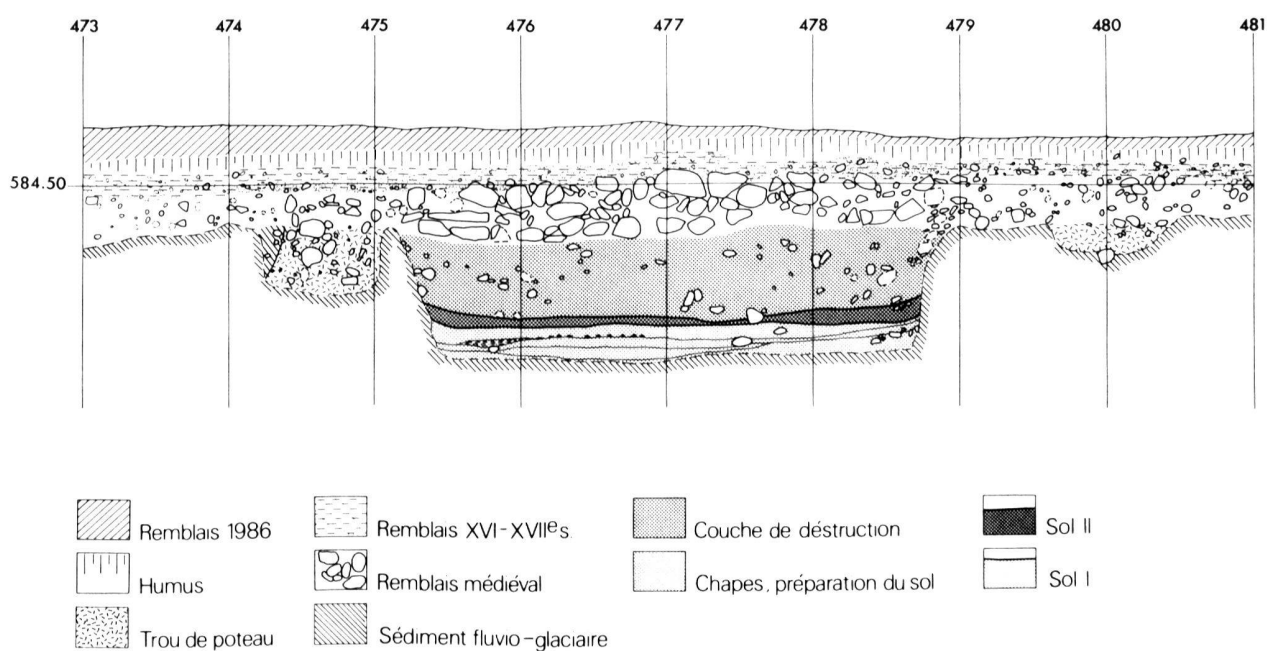 473 474 475 476 477 478 479 480 481
584.50
Remblais 1986
Remblais XVI-XVIIe s.
Couche de déstruction
Sol II
Humus
Remblais médiéval
Chapes, préparation du sol
Sol I
Trou de poteau
Sédiment fluvio-glaciaire